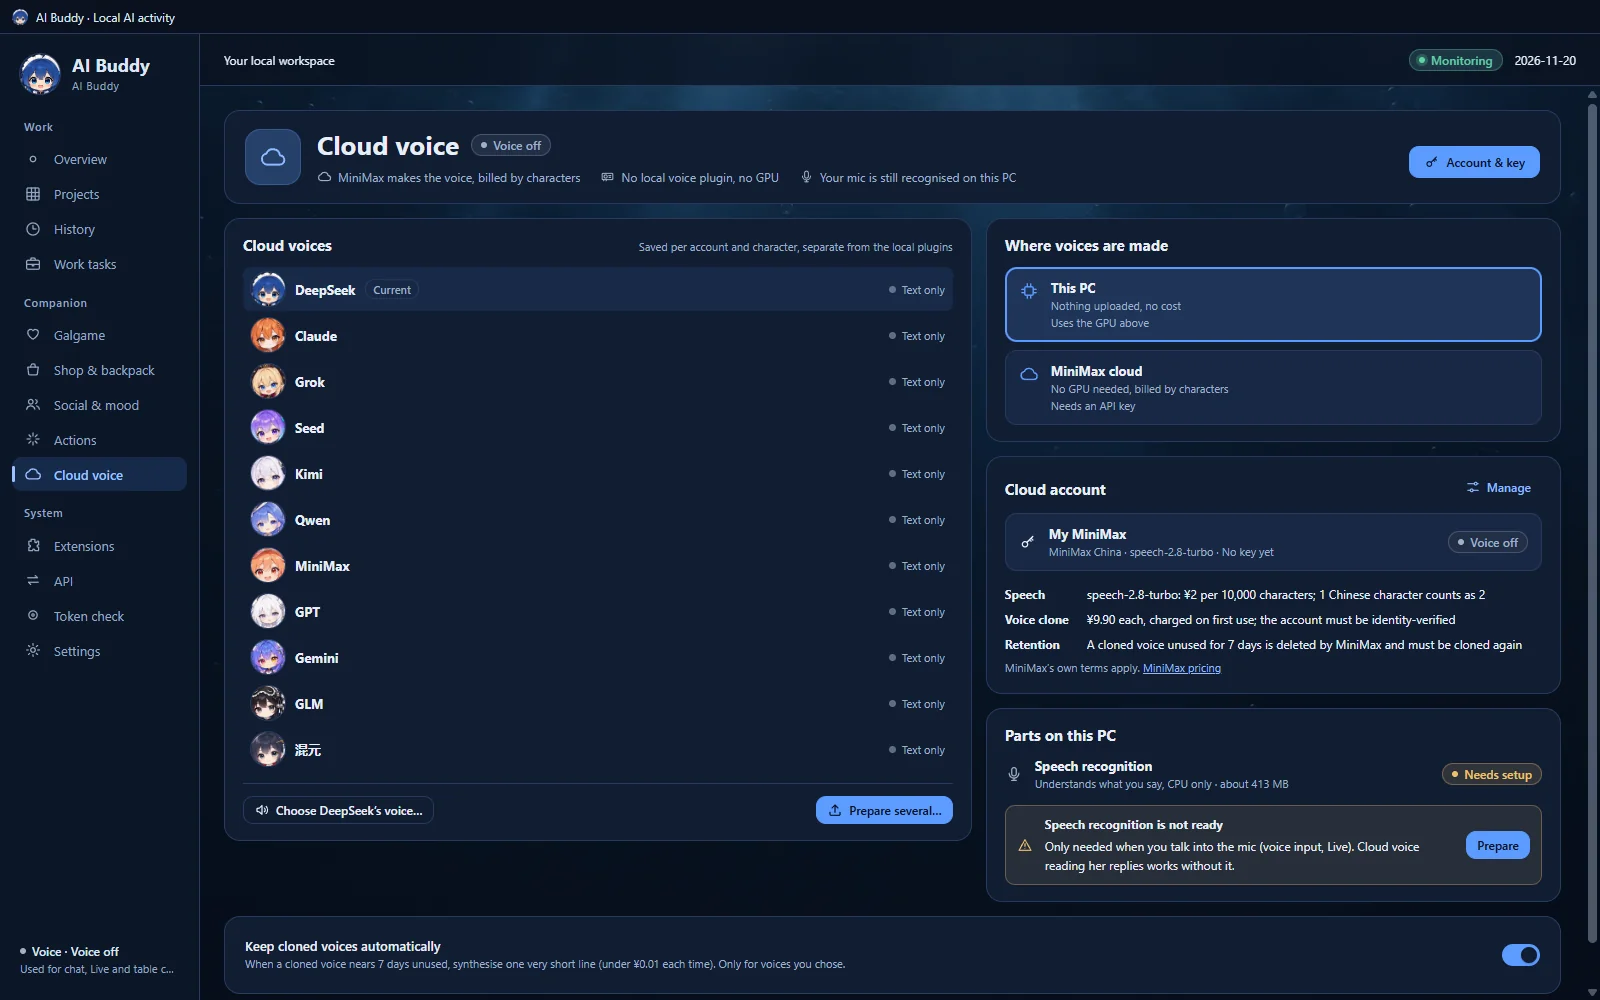 AI Buddy · Local AI activity
AI Buddy
AI Buddy
Work
Overview
Projects
History
Work tasks
Companion
Galgame
Shop & backpack
Social & mood
Actions
Cloud voice
System
Extensions
API
Token check
Settings
Voice · Voice off
Used for chat, Live and table c...
Your local workspace
Monitoring
2026-11-20
Cloud voice
Voice off
MiniMax makes the voice, billed by characters
No local voice plugin, no GPU
Your mic is still recognised on this PC
Account & key
Cloud voices
Saved per account and character, separate from the local plugins
DeepSeek
Current
Text only
Claude
Text only
Grok
Text only
Seed
Text only
Kimi
Text only
Qwen
Text only
MiniMax
Text only
GPT
Text only
Gemini
Text only
GLM
Text only
混元
Text only
Choose DeepSeek's voice...
Prepare several...
Where voices are made
This PC
Nothing uploaded, no cost
Uses the GPU above
MiniMax cloud
No GPU needed, billed by characters
Needs an API key
Cloud account
Manage
My MiniMax
MiniMax China · speech-2.8-turbo · No key yet
Voice off
Speech speech-2.8-turbo: ¥2 per 10,000 characters; 1 Chinese character counts as 2
Voice clone ¥9.90 each, charged on first use; the account must be identity-verified
Retention A cloned voice unused for 7 days is deleted by MiniMax and must be cloned again
MiniMax's own terms apply. MiniMax pricing
Parts on this PC
Speech recognition
Understands what you say, CPU only · about 413 MB
Needs setup
Speech recognition is not ready
Only needed when you talk into the mic (voice input, Live). Cloud voice
reading her replies works without it.
Prepare
Keep cloned voices automatically
When a cloned voice nears 7 days unused, synthesise one very short line (under ¥0.01 each time). Only for voices you chose.